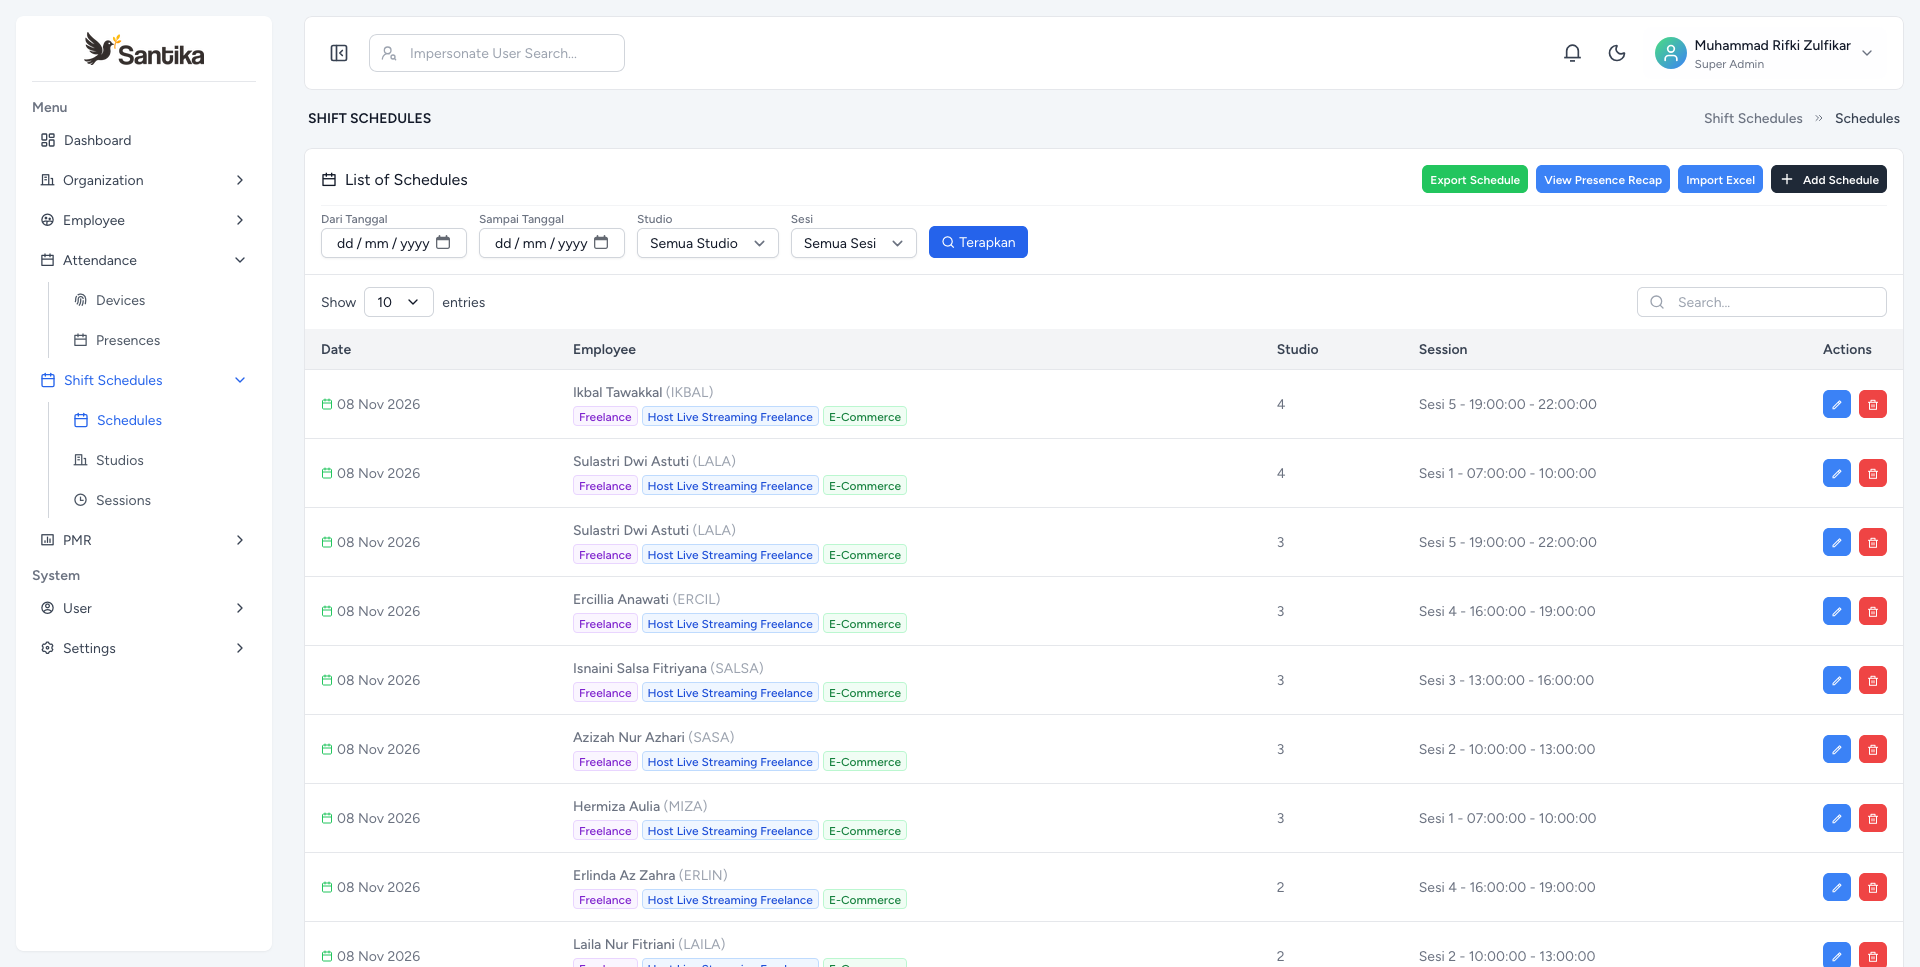 Santika
Menu
Dashboard
Organization
Employee
Attendance
Devices
Presences
Shift Schedules
Schedules
Studios
Sessions
PMR
System
User
Settings
Impersonate User Search...
Muhammad Rifki Zulfikar
Super Admin
SHIFT SCHEDULES
Shift Schedules » Schedules
List of Schedules
Export Schedule View Presence Recap Import Excel + Add Schedule
Dari Tanggal Sampai Tanggal Studio Sesi
dd / mm / yyyy dd / mm / yyyy Semua Studio Semua Sesi Terapkan
Show 10 entries Search...
Date Employee Studio Session Actions
Ikbal Tawakkal (IKBAL)
08 Nov 2026 4 Sesi 5 - 19:00:00 - 22:00:00
Freelance Host Live Streaming Freelance E-Commerce
Sulastri Dwi Astuti (LALA)
08 Nov 2026 4 Sesi 1 - 07:00:00 - 10:00:00
Freelance Host Live Streaming Freelance E-Commerce
Sulastri Dwi Astuti (LALA)
08 Nov 2026 3 Sesi 5 - 19:00:00 - 22:00:00
Freelance Host Live Streaming Freelance E-Commerce
Ercillia Anawati (ERCIL)
08 Nov 2026 3 Sesi 4 - 16:00:00 - 19:00:00
Freelance Host Live Streaming Freelance E-Commerce
Isnaini Salsa Fitriyana (SALSA)
08 Nov 2026 3 Sesi 3 - 13:00:00 - 16:00:00
Freelance Host Live Streaming Freelance E-Commerce
Azizah Nur Azhari (SASA)
08 Nov 2026 3 Sesi 2 - 10:00:00 - 13:00:00
Freelance Host Live Streaming Freelance E-Commerce
Hermiza Aulia (MIZA)
08 Nov 2026 3 Sesi 1 - 07:00:00 - 10:00:00
Freelance Host Live Streaming Freelance E-Commerce
Erlinda Az Zahra (ERLIN)
08 Nov 2026 2 Sesi 4 - 16:00:00 - 19:00:00
Freelance Host Live Streaming Freelance E-Commerce
Laila Nur Fitriani (LAILA)
08 Nov 2026 2 Sesi 2 - 10:00:00 - 13:00:00